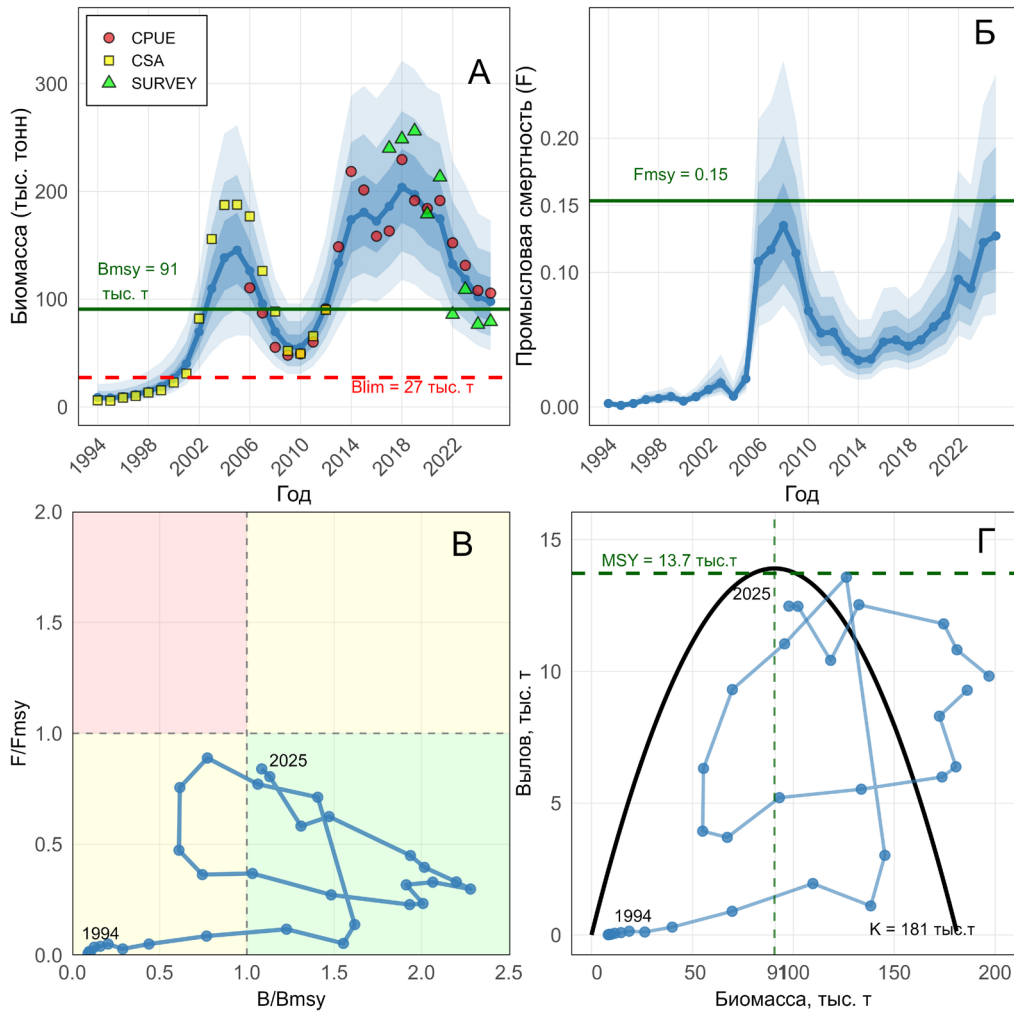 CPUE
CSA
SURVEY
А
Биомасса (тыс. тонн)
300
200
100
0
Bmsy = 91
тыс. т
Blim = 27 тыс. т
1994
1998
2002
2006
2010
2014
2018
2022
Год
Б
Промысловая смертность (F)
0.20
0.15
0.10
0.00
Fmsy = 0.15
1994
1998
2002
2006
2010
2014
2018
2022
Год
В
F/Fmsy
2.0
1.5
1.0
0.5
0.0
2025
1994
0.0
0.5
1.0
1.5
2.0
2.5
B/Bmsy
Г
Вылов, тыс. т
15
10
5
0
MSY = 13.7 тыс.т
2025
1994
K = 181 тыс.т
0
50
91
100
150
200
Биомасса, тыс. т